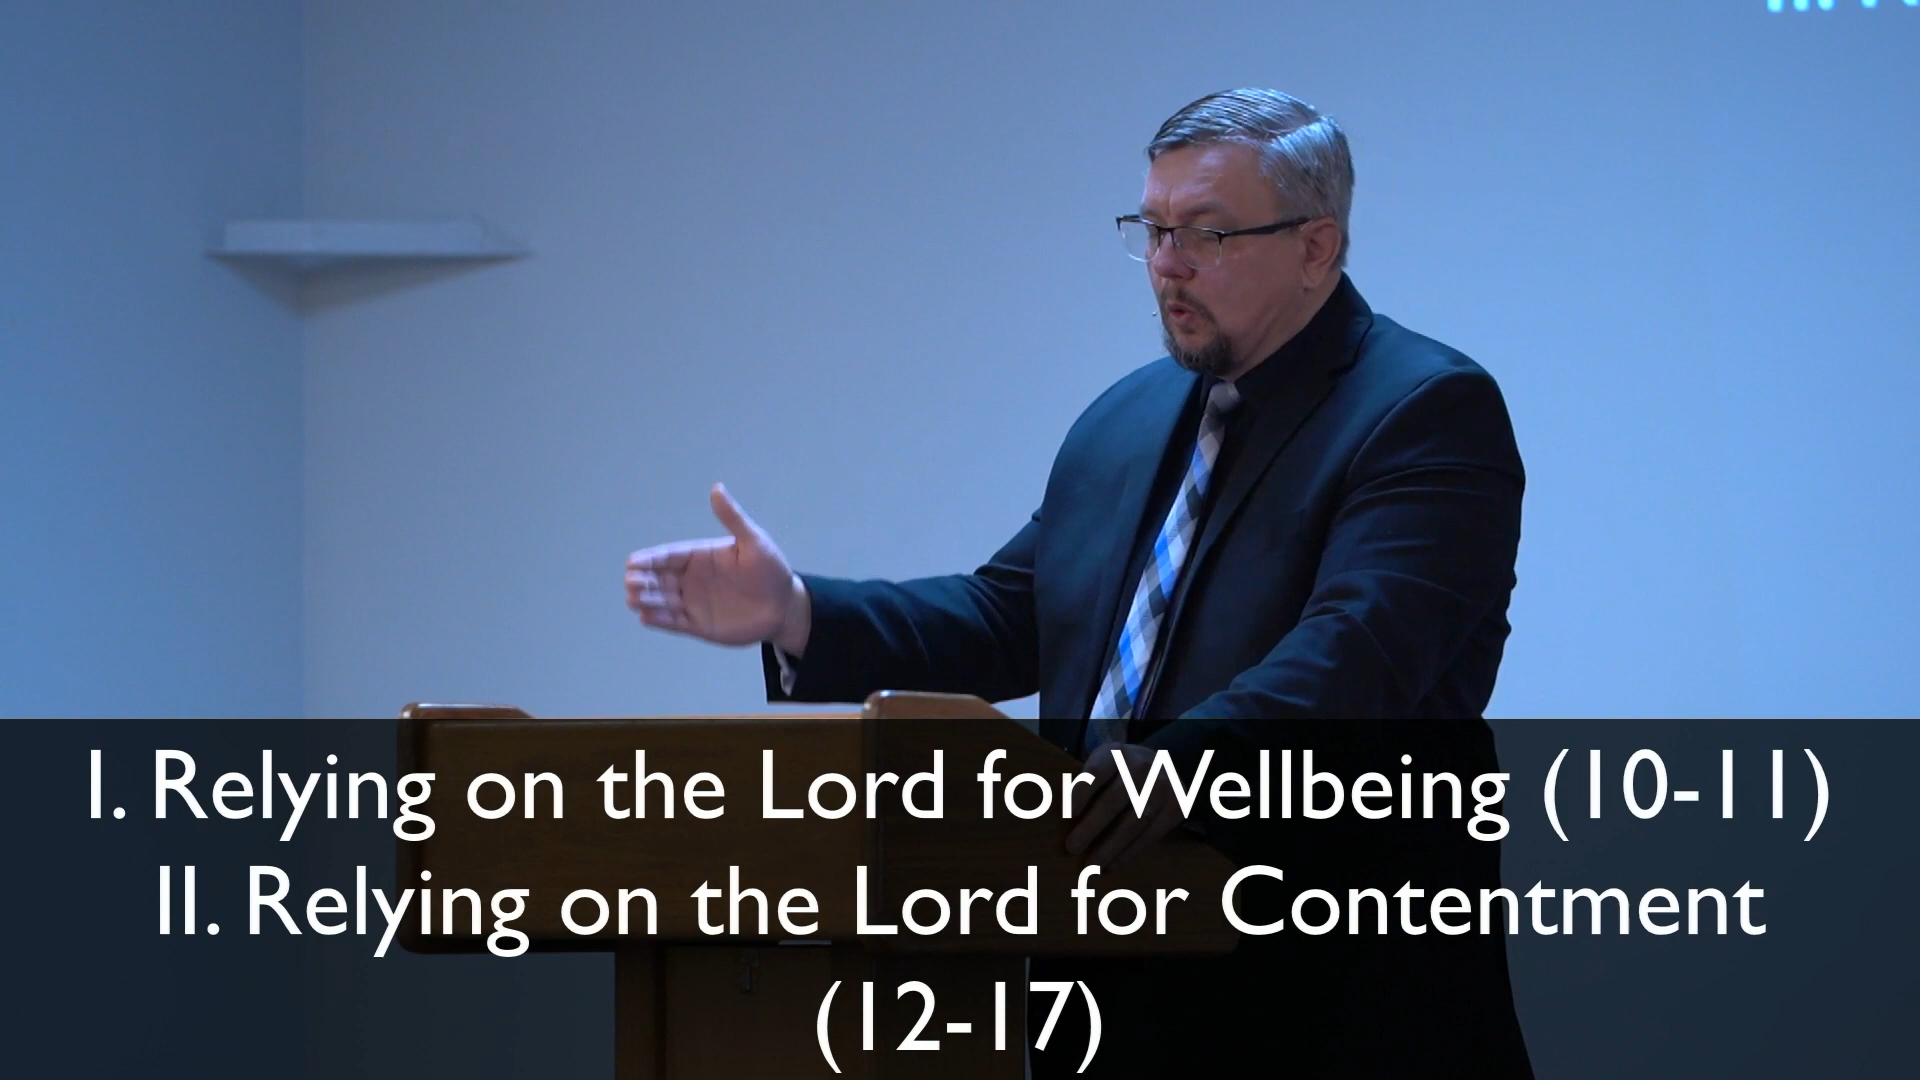 I. Relying on the Lord for Wellbeing (10-11)
II. Relying on the Lord for Contentment
(12-17)